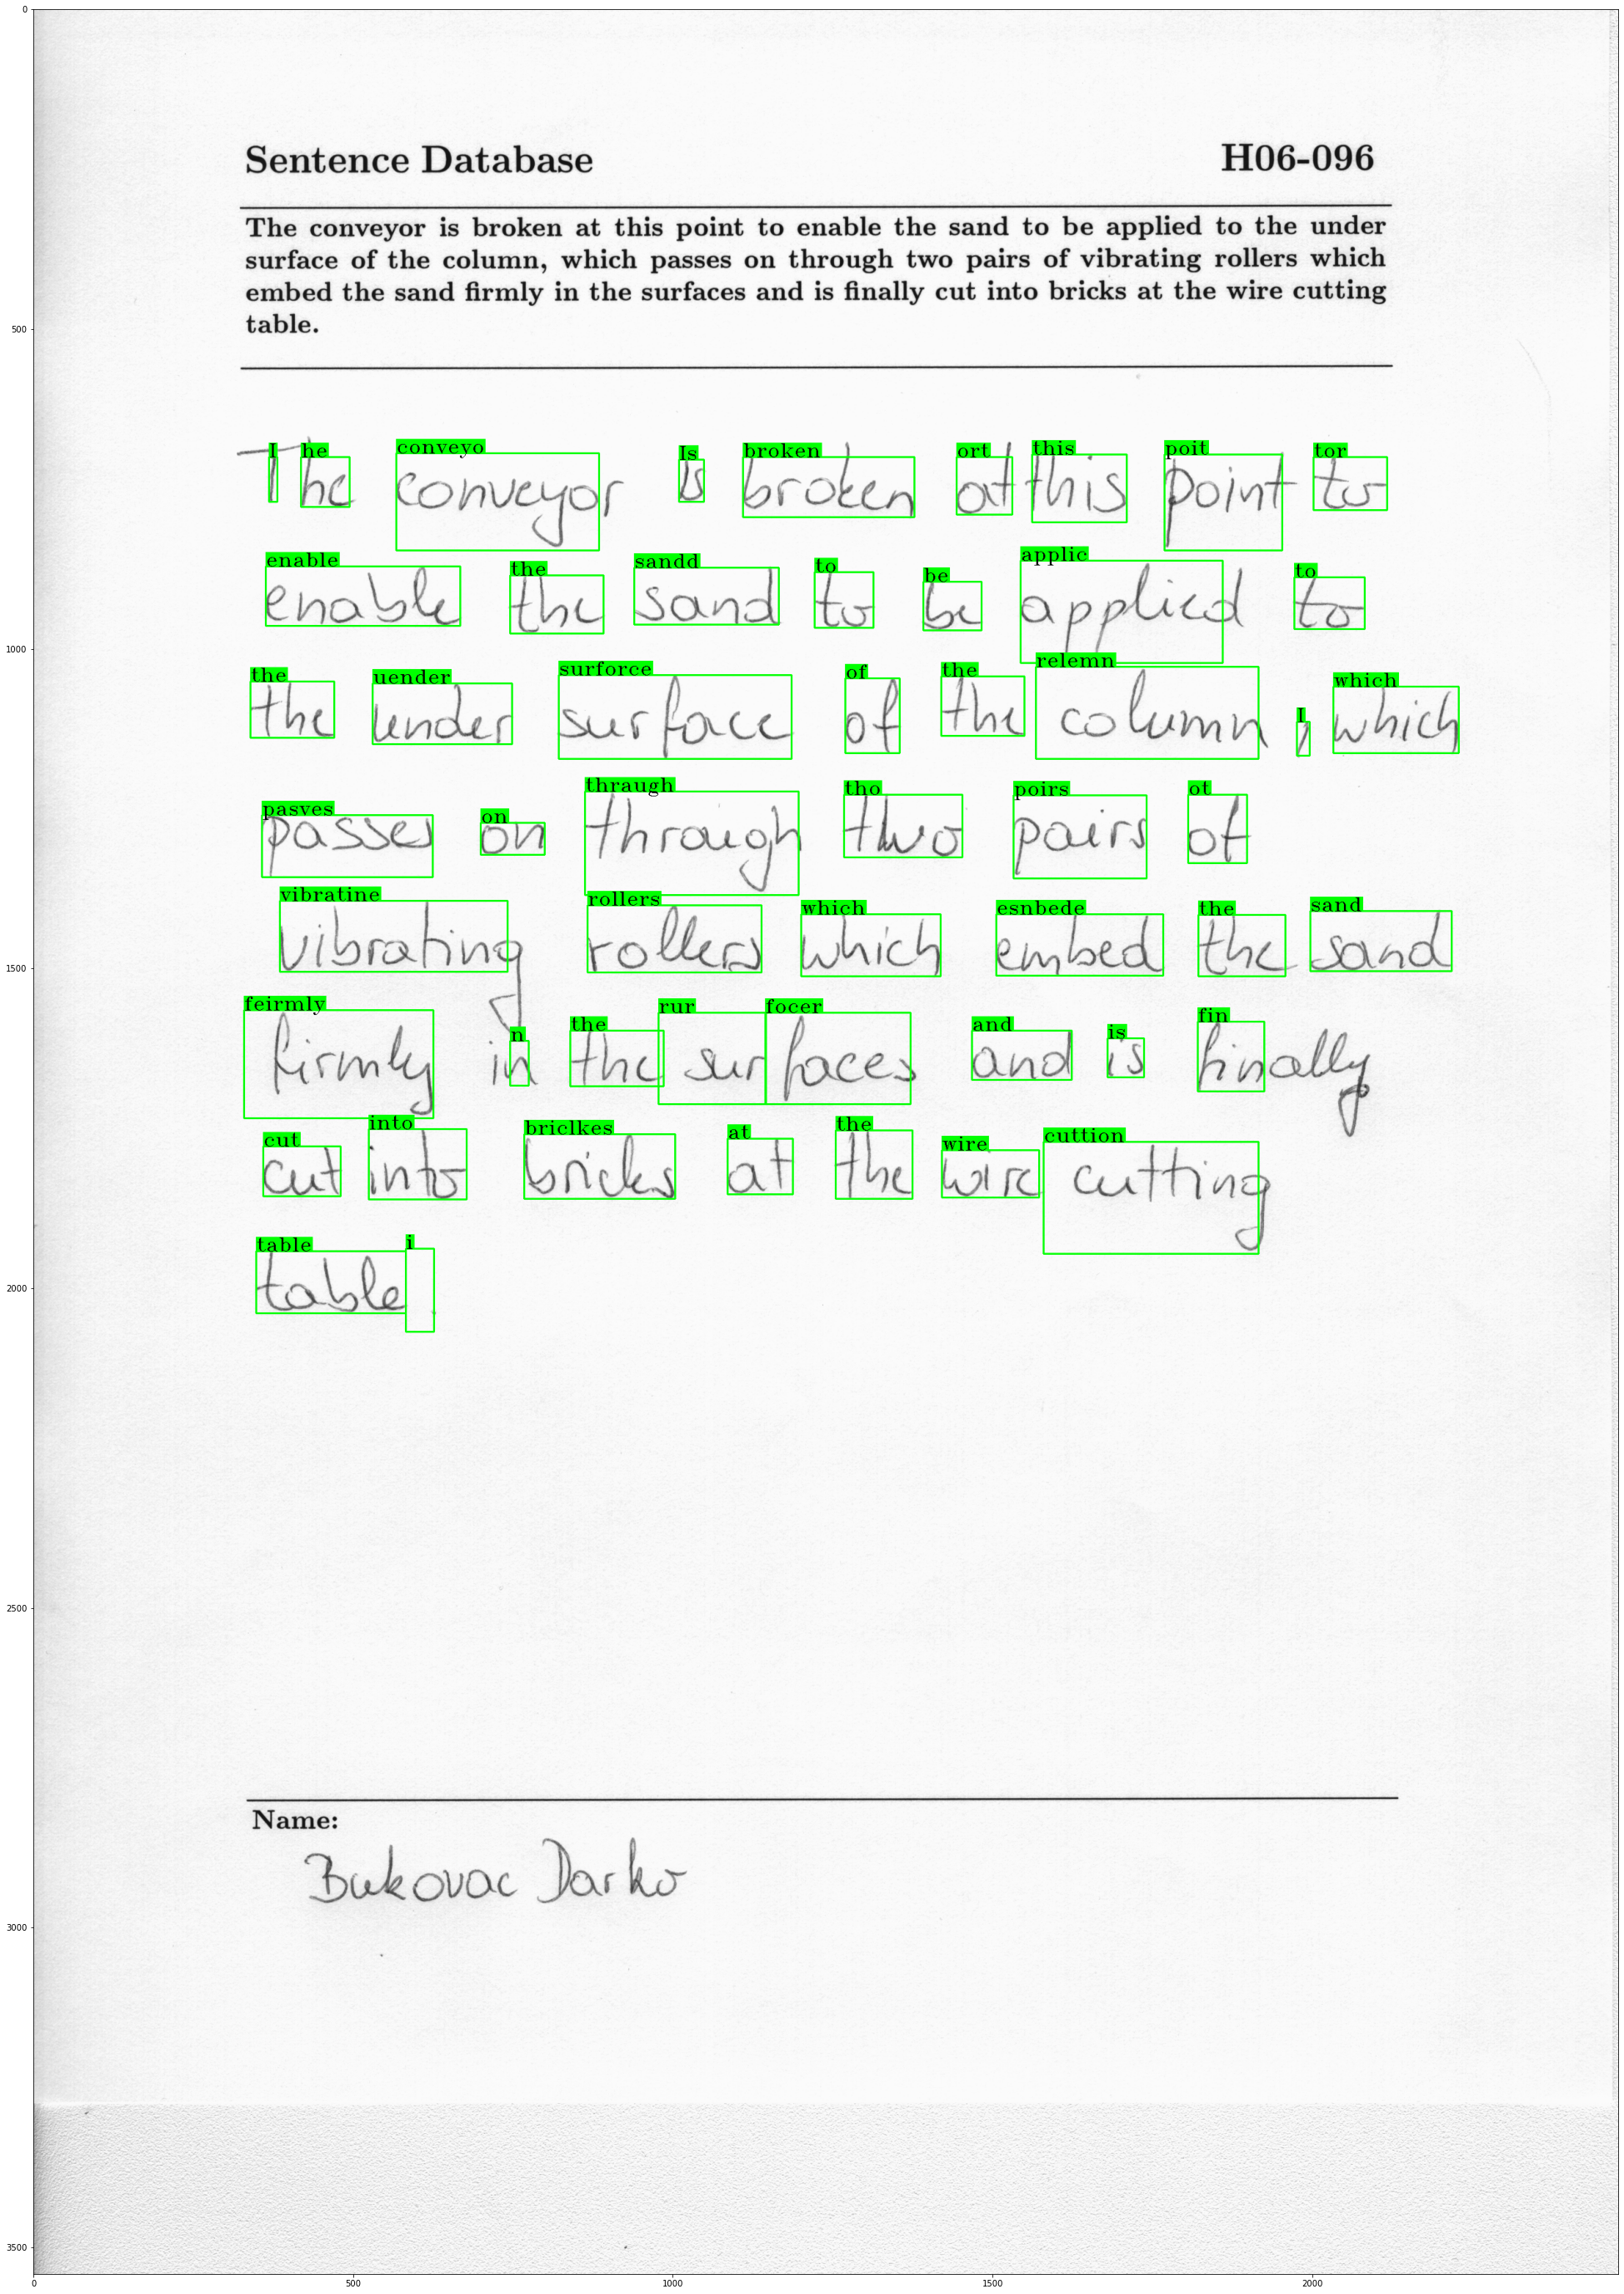 Sentence Database H06-096
The conveyor is broken at this point to enable the sand to be applied to the under
surface of the column, which passes on through two pairs of vibrating rollers which
embed the sand firmly in the surfaces and is finally cut into bricks at the wire cutting
table.
I he conveyo Is broken ort this poit tor
The conveyor is broken at this point to
enable the sandd to be applic to
enable the sand to be applied to
the uender surforce of the relemn I which
the under surface of the column, which
pasves on thraugh tho poirs ot
passes on through two pairs of
vibratine rollers which esnbede the sand
vibrating rollers which embed the sand
feirmly n the rur focer and is fin
firmly in the surfaces and is finally
cut into briclkes at the wire cuttion
cut into bricks at the wire cutting
table i
table
Name:
Bukovac Darko
0
500
1000
1500
2000
2500
3000
3500
0 500 1000 1500 2000